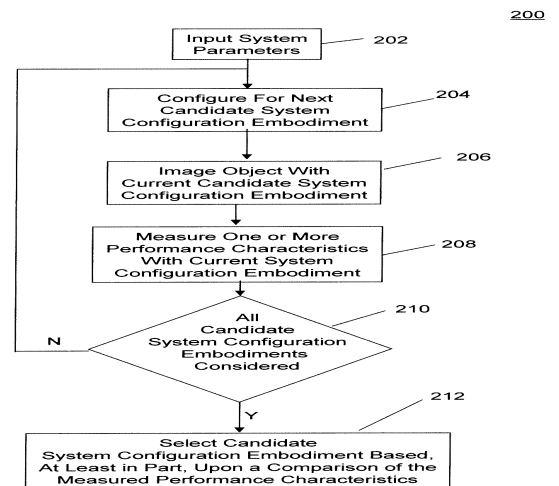 200
Input System
Parameters
202
Configure For Next
Candidate System
Configuration Embodiment
204
Image Object With
Current Candidate System
Configuration Embodiment
206
Measure One or More
Performance Characteristics
With Current System
Configuration Embodiment
208
All
Candidate
System Configuration
Embodiments
Considered
210
N
Y
212
Select Candidate
System Configuration Embodiment Based,
At Least in Part, Upon a Comparison of the
Measured Performance Characteristics